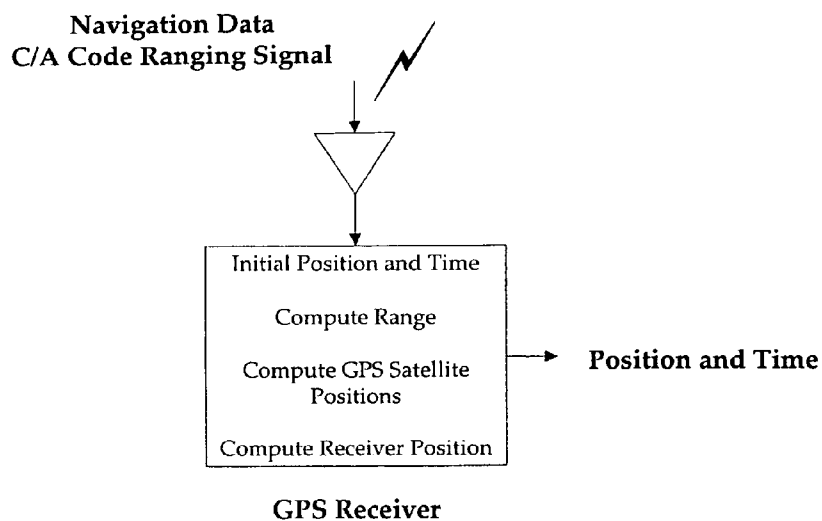 Navigation Data
C/A Code Ranging Signal
Initial Position and Time
Compute Range
Compute GPS Satellite
Positions
Compute Receiver Position
Position and Time
GPS Receiver